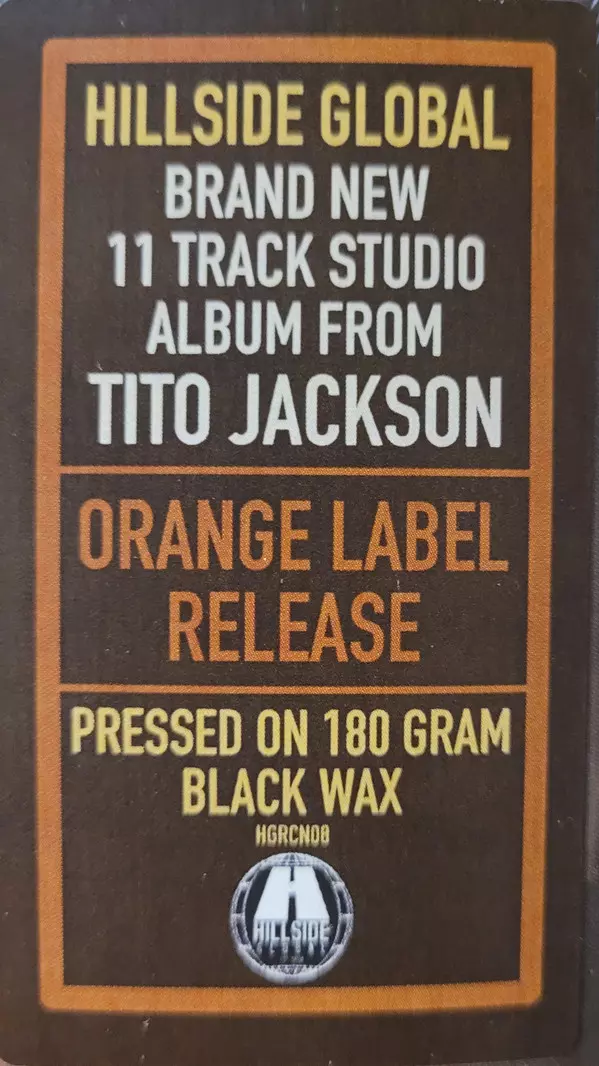 HILLSIDE GLOBAL
BRAND NEW
11 TRACK STUDIO
ALBUM FROM
TITO JACKSON
ORANGE LABEL
RELEASE
PRESSED ON 180 GRAM
BLACK WAX
HGRCN08
H
HILLSIDE